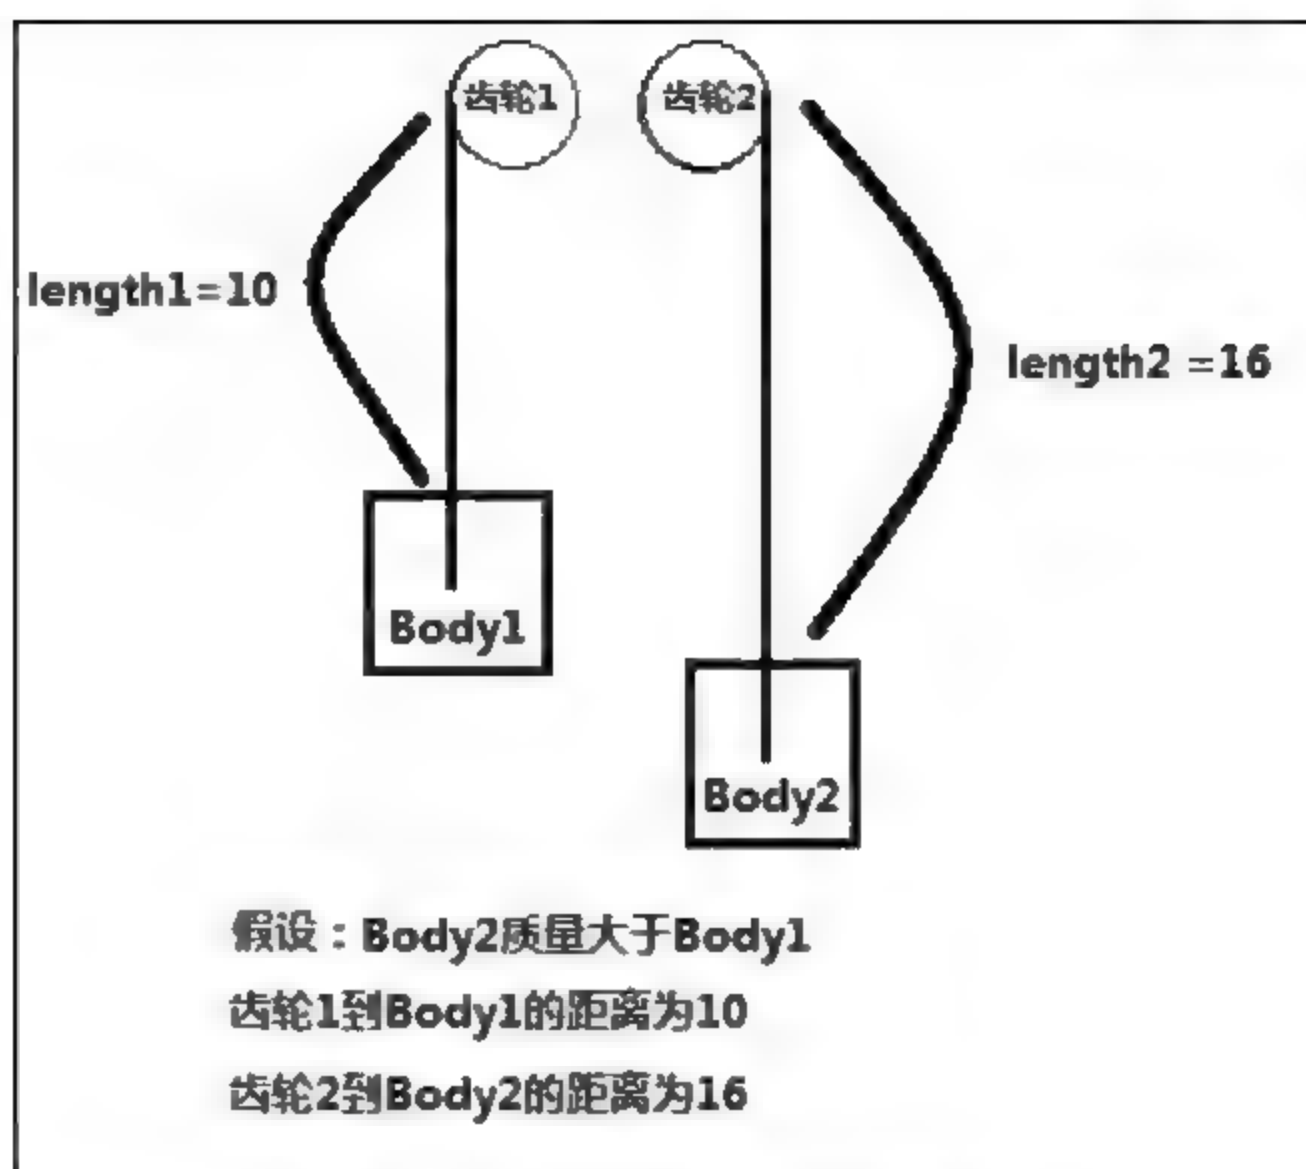 齿轮1
齿轮2
length1=10
length2 =16
Body1
Body2
假设：Body2质量大于Body1
齿轮1到Body1的距离为10
齿轮2到Body2的距离为16